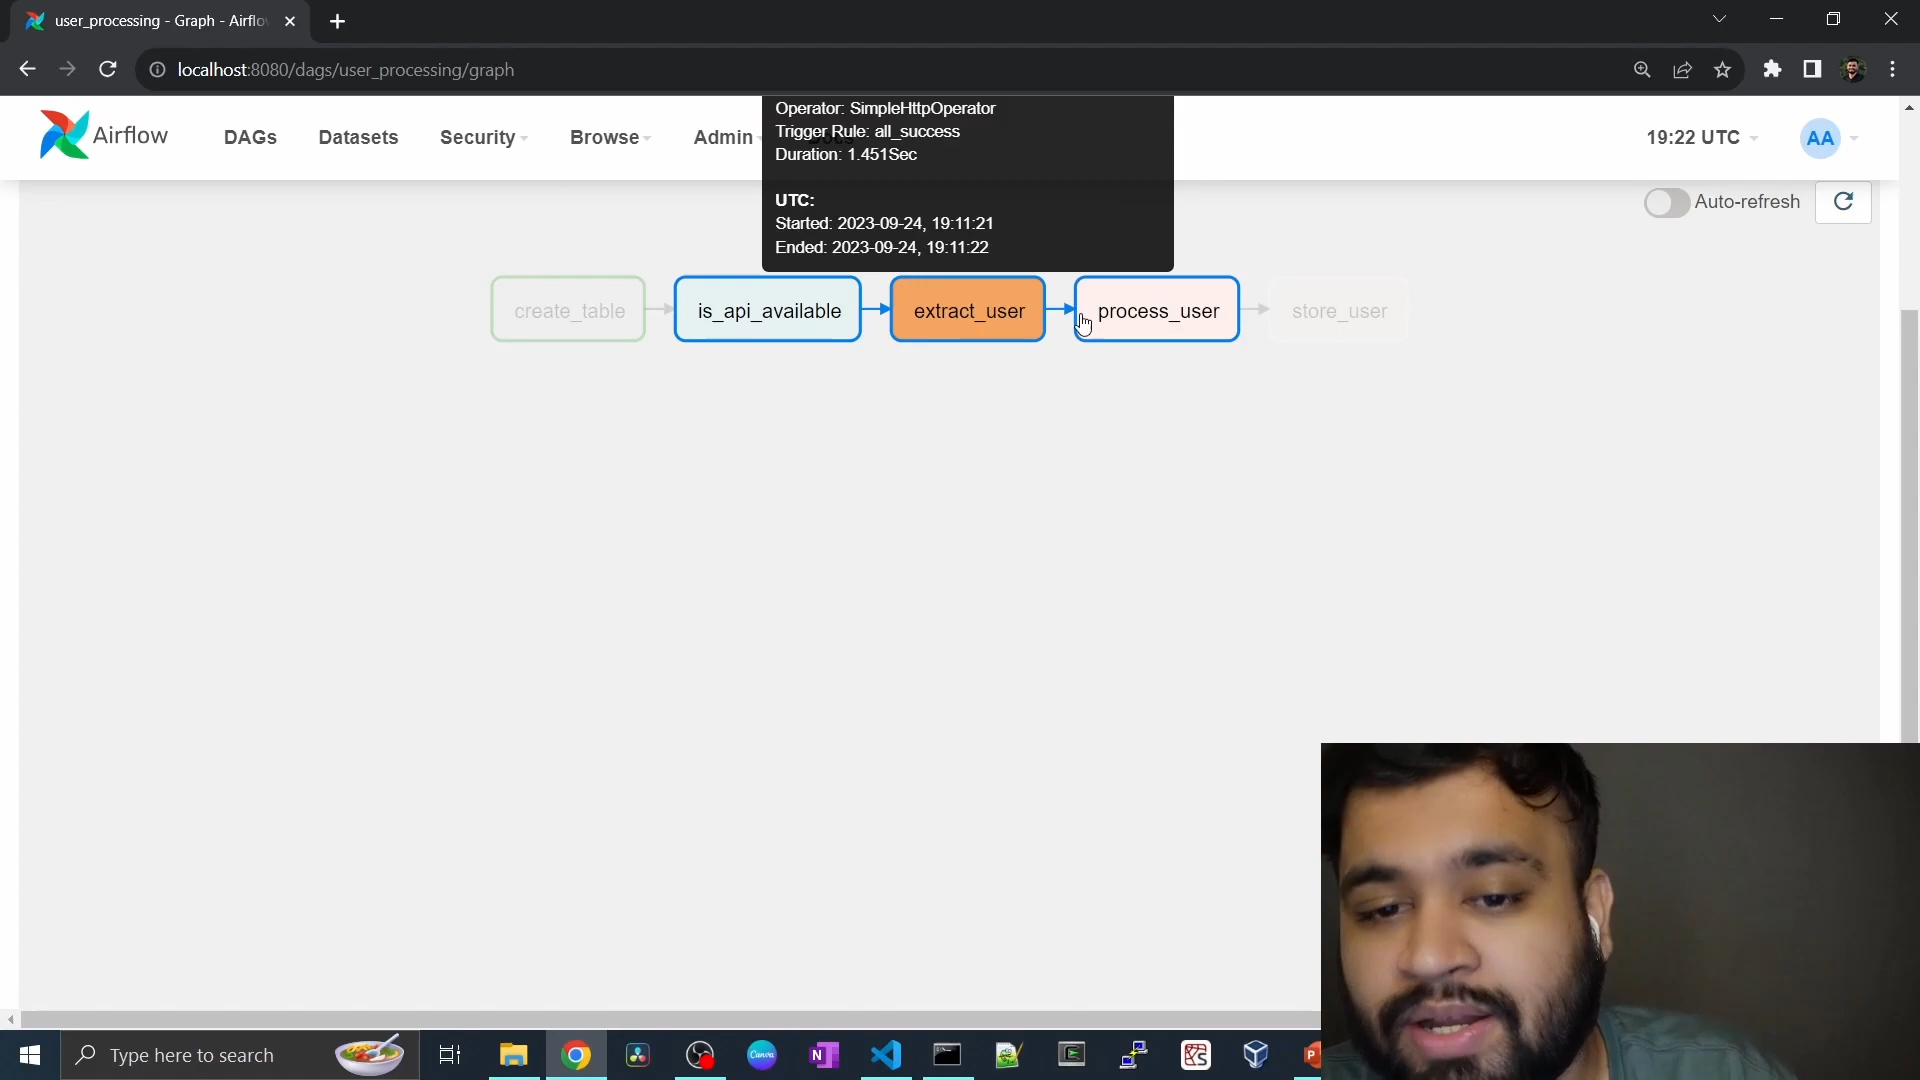 user_processing - Graph - Airflo
localhost:8080/dags/user_processing/graph
Airflow
DAGs
Datasets
Security
Browse
Admin
19:22 UTC
AA
Operator: SimpleHttpOperator
Trigger Rule: all_success
Duration: 1.451Sec
UTC:
Started: 2023-09-24, 19:11:21
Ended: 2023-09-24, 19:11:22
Auto-refresh
create_table
is_api_available
extract_user
process_user
store_user
Type here to search
Canva
N
P